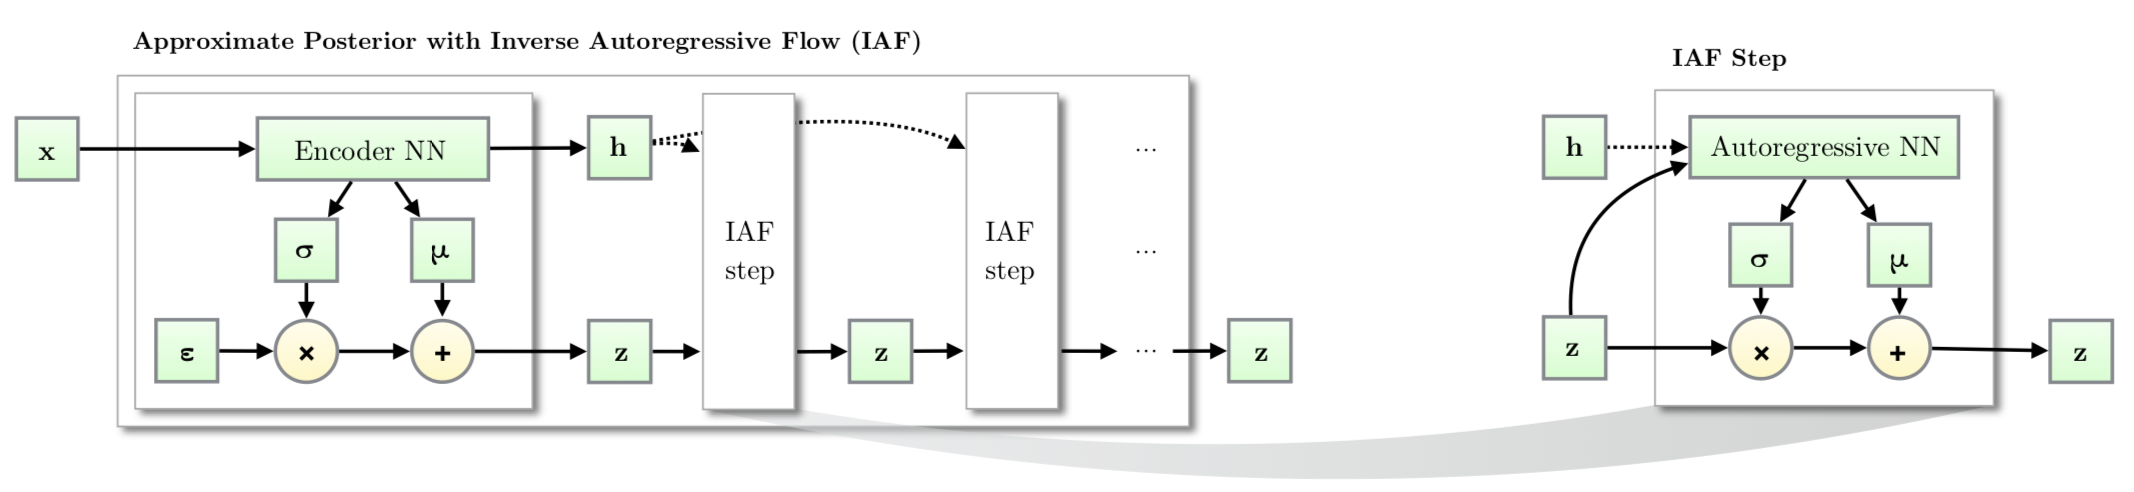 Approximate Posterior with Inverse Autoregressive Flow (IAF)
x
Encoder NN
h
σ
μ
ε
×
+
z
IAF
step
z
IAF
step
...
...
...
z
IAF Step
h
Autoregressive NN
σ
μ
z
×
+
z